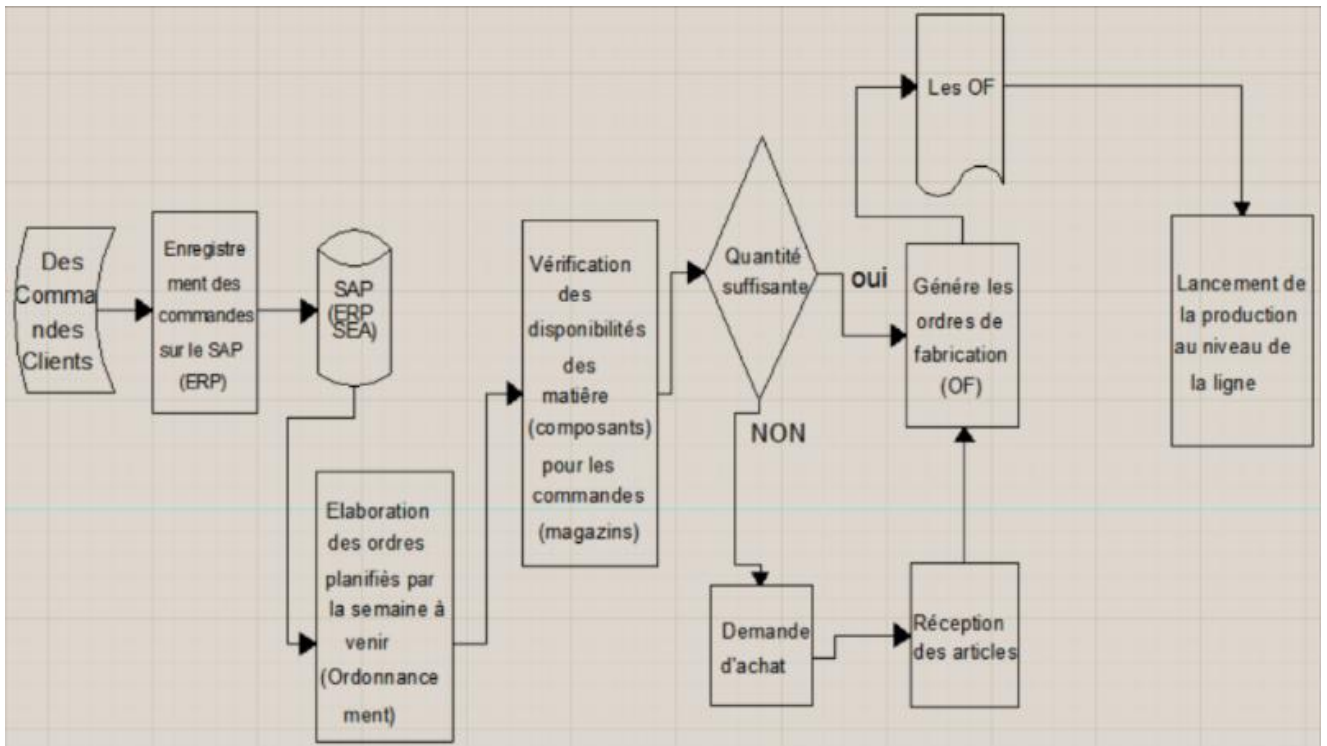 Des
Comma
ndes
Clients
Enregistre
ment des
commandes
sur le SAP
(ERP)
SAP
(ERP
SEA)
Elaboration
des ordres
planifiès par
la semaine à
venir
(Ordonnance
ment)
Vérification
des
disponibilités
des
matiêre
(composants)
pour les
commandes
(magazins)
Quantité
suffisante
oui
NON
Demande
d'achat
Réception
des articles
Génére les
ordres de
fabrication
(OF)
Les OF
Lancement de
la production
au niveau de
la ligne